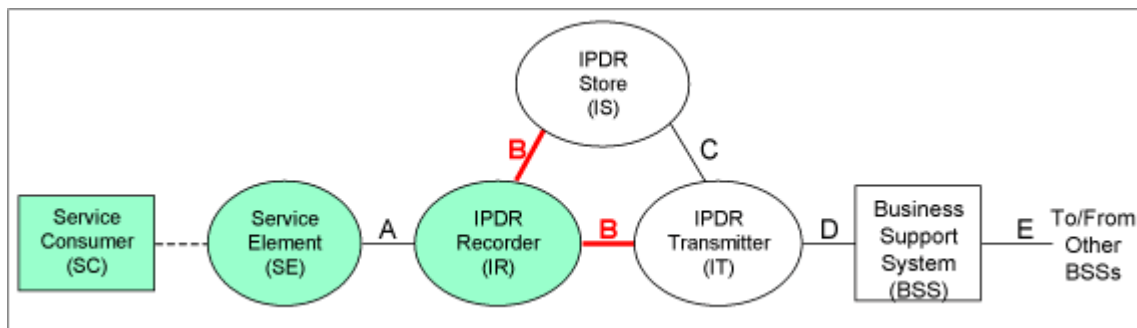 IPDR
Store
(IS)
B
C
Service
Consumer
(SC)
Service
Element
(SE)
A
IPDR
Recorder
(IR)
B
IPDR
Transmitter
(IT)
D
Business
Support
System
(BSS)
E
To/From
Other
BSSs